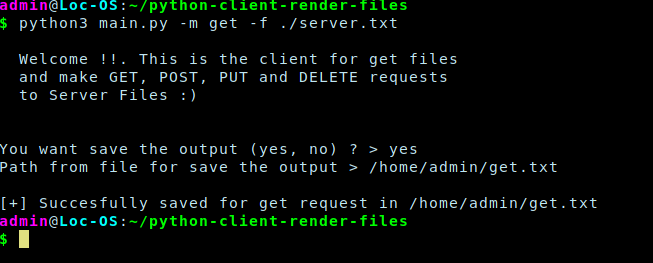 admin@Loc-OS:~/python-client-render-files
$ python3 main.py -m get -f ./server.txt
Welcome !!. This is the client for get files
and make GET, POST, PUT and DELETE requests
to Server Files :)
You want save the output (yes, no) ? > yes
Path from file for save the output > /home/admin/get.txt
[+] Succesfully saved for get request in /home/admin/get.txt
admin@Loc-OS:~/python-client-render-files
$